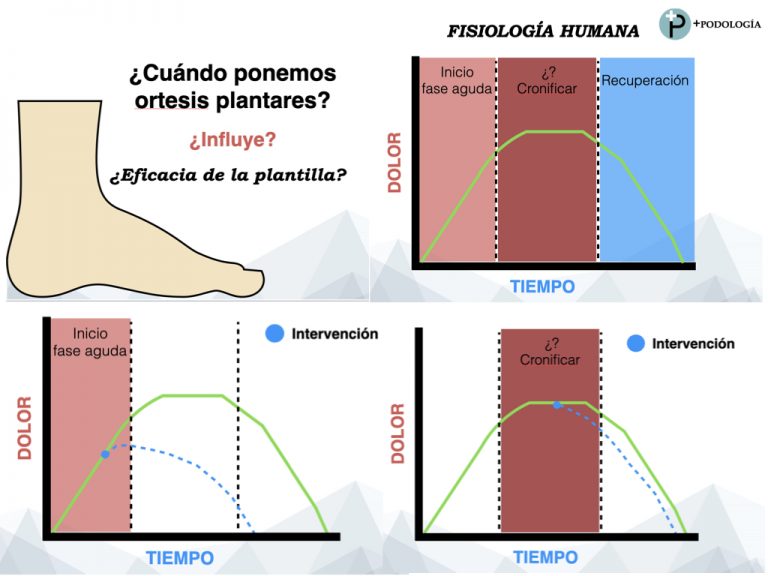 ¿Cuándo ponemos
ortesis plantares?
¿Influye?
¿Eficacia de la plantilla?
FISIOLOGÍA HUMANA
P
+PODOLOGÍA
Inicio
fase aguda
¿?
Cronificar
Recuperación
DOLOR
TIEMPO
Inicio
fase aguda
Intervención
DOLOR
TIEMPO
¿?
Cronificar
Intervención
DOLOR
TIEMPO